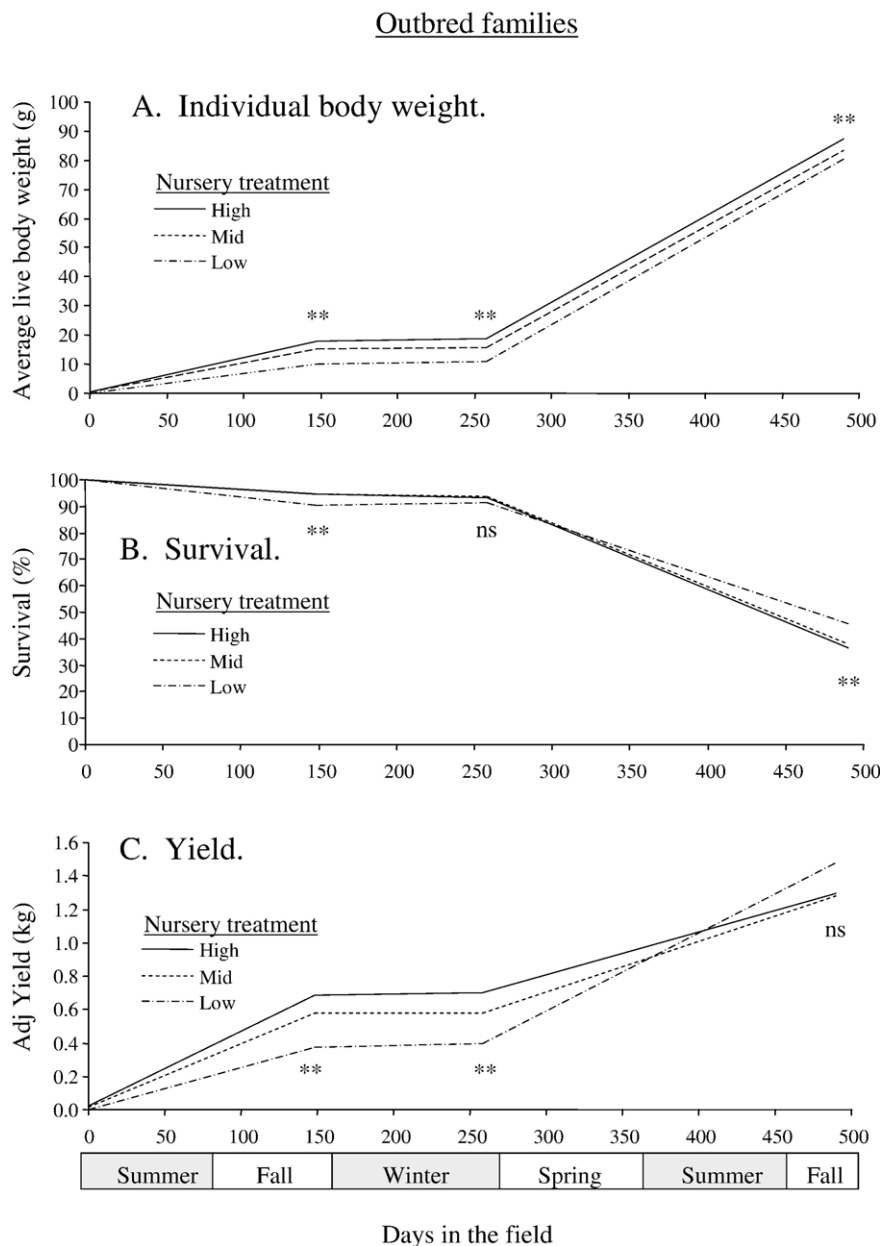 Outbred families
A. Individual body weight.
Average live body weight (g)
100
90
80
70
60
50
40
30
20
10
0
Nursery treatment
High
Mid
Low
**
**
**
0 50 100 150 200 250 300 350 400 450 500
B. Survival.
Survival (%)
100
90
80
70
60
50
40
30
20
10
0
Nursery treatment
High
Mid
Low
**
ns
**
0 50 100 150 200 250 300 350 400 450 500
C. Yield.
Adj Yield (kg)
1.6
1.4
1.2
1.0
0.8
0.6
0.4
0.2
0.0
Nursery treatment
High
Mid
Low
**
**
ns
0 50 100 150 200 250 300 350 400 450 500
Summer Fall Winter Spring Summer Fall
Days in the field